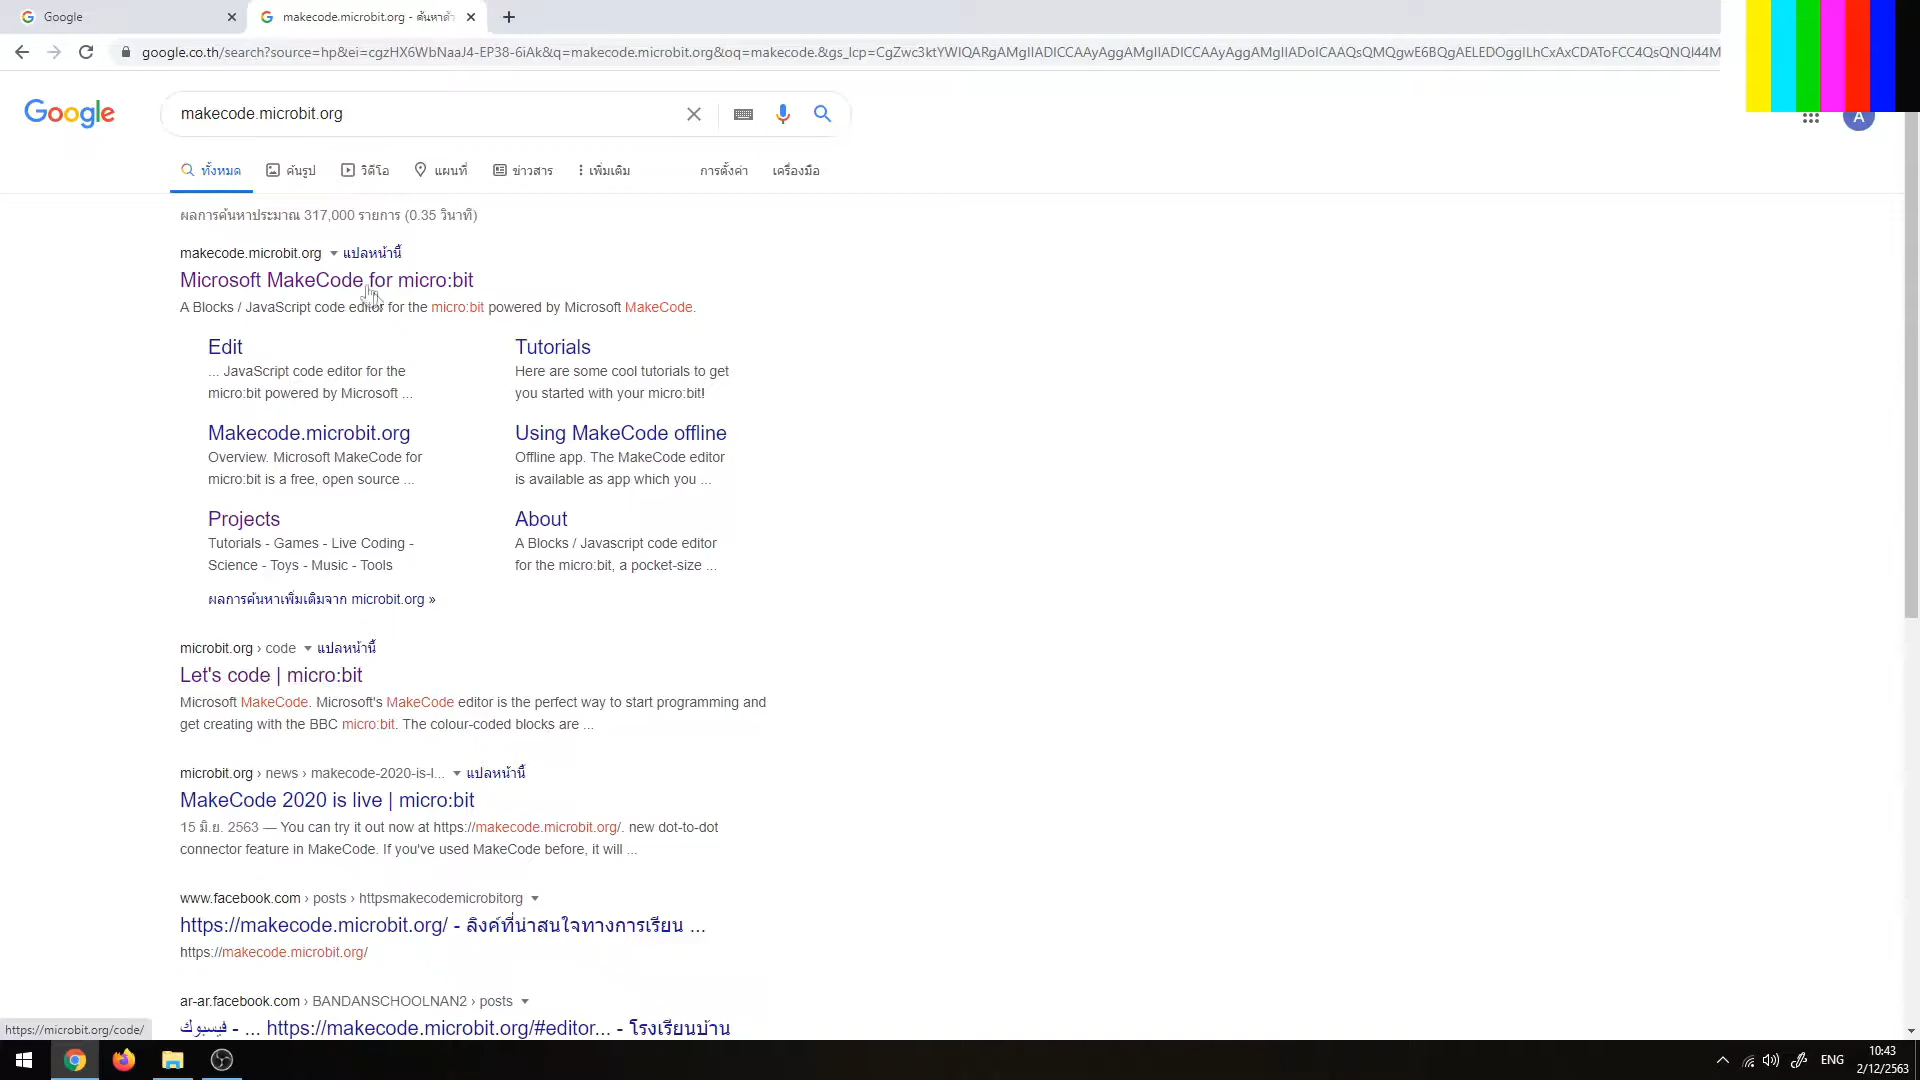 Google
makecode.microbit.org - ค้นหาด้ว
google.co.th/search?source=hp&ei=cgzHX6WbNaaJ4-EP38-6iAk&q=makecode.microbit.org&oq=makecode.&gs_lcp=CgZwc3ktYWIQARgAMgIIADICCAAyAggAMgIIADICCAAyAggAMgIIADoICAAQsQMQgwE6BQgAELEDOggILhCxAxCDAToFCC4QsQNQI44M
Google
makecode.microbit.org
A
ทั้งหมด ค้นรูป วิดีโอ แผนที่ ข่าวสาร เพิ่มเติม การตั้งค่า เครื่องมือ
ผลการค้นหาประมาณ 317,000 รายการ (0.35 วินาที)
makecode.microbit.org แปลหน้านี้
Microsoft MakeCode for micro:bit
A Blocks / JavaScript code editor for the micro:bit powered by Microsoft MakeCode.
Edit
... JavaScript code editor for the
micro:bit powered by Microsoft ...
Tutorials
Here are some cool tutorials to get
you started with your micro:bit!
Makecode.microbit.org
Overview. Microsoft MakeCode for
micro:bit is a free, open source ...
Using MakeCode offline
Offline app. The MakeCode editor
is available as app which you ...
Projects
Tutorials - Games - Live Coding -
Science - Toys - Music - Tools
About
A Blocks / Javascript code editor
for the micro:bit, a pocket-size ...
ผลการค้นหาเพิ่มเติมจาก microbit.org »
microbit.org › code แปลหน้านี้
Let's code | micro:bit
Microsoft MakeCode. Microsoft's MakeCode editor is the perfect way to start programming and
get creating with the BBC micro:bit. The colour-coded blocks are ...
microbit.org › news › makecode-2020-is-l... แปลหน้านี้
MakeCode 2020 is live | micro:bit
15 มิ.ย. 2563 — You can try it out now at https://makecode.microbit.org/. new dot-to-dot
connector feature in MakeCode. If you've used MakeCode before, it will ...
www.facebook.com › posts › httpsmakecodemicrobitorg
https://makecode.microbit.org/ - ลิงค์ที่น่าสนใจทางการเรียน ...
https://makecode.microbit.org/
ar-ar.facebook.com › BANDANSCHOOLNAN2 › posts
فيسبوك - ... https://makecode.microbit.org/#editor... - โรงเรียนบ้าน
https://microbit.org/code/
ENG
10:43
2/12/2563